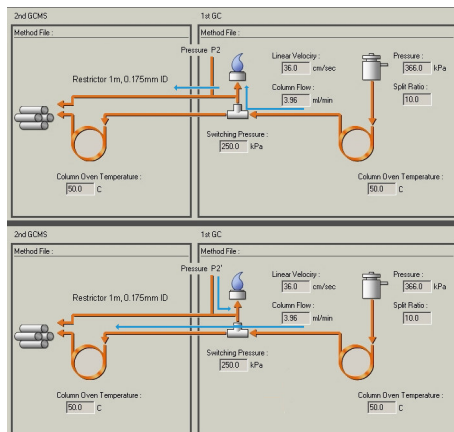 2nd GCMS
1st GC
Method File :
Method File :
Pressure P2
Linear Velocity :
36.0 cm/sec
Pressure :
366.0 kPa
Restrictor 1m, 0.175mm ID
Column Flow :
3.96 ml/min
Split Ratio :
10.0
Switching Pressure :
250.0 kPa
Column Oven Temperature :
50.0 C
Column Oven Temperature :
50.0 C
2nd GCMS
1st GC
Method File :
Method File :
Pressure P2'
Linear Velocity :
36.0 cm/sec
Pressure :
366.0 kPa
Restrictor 1m, 0.175mm ID
Column Flow :
3.96 ml/min
Split Ratio :
10.0
Switching Pressure :
250.0 kPa
Column Oven Temperature :
50.0 C
Column Oven Temperature :
50.0 C